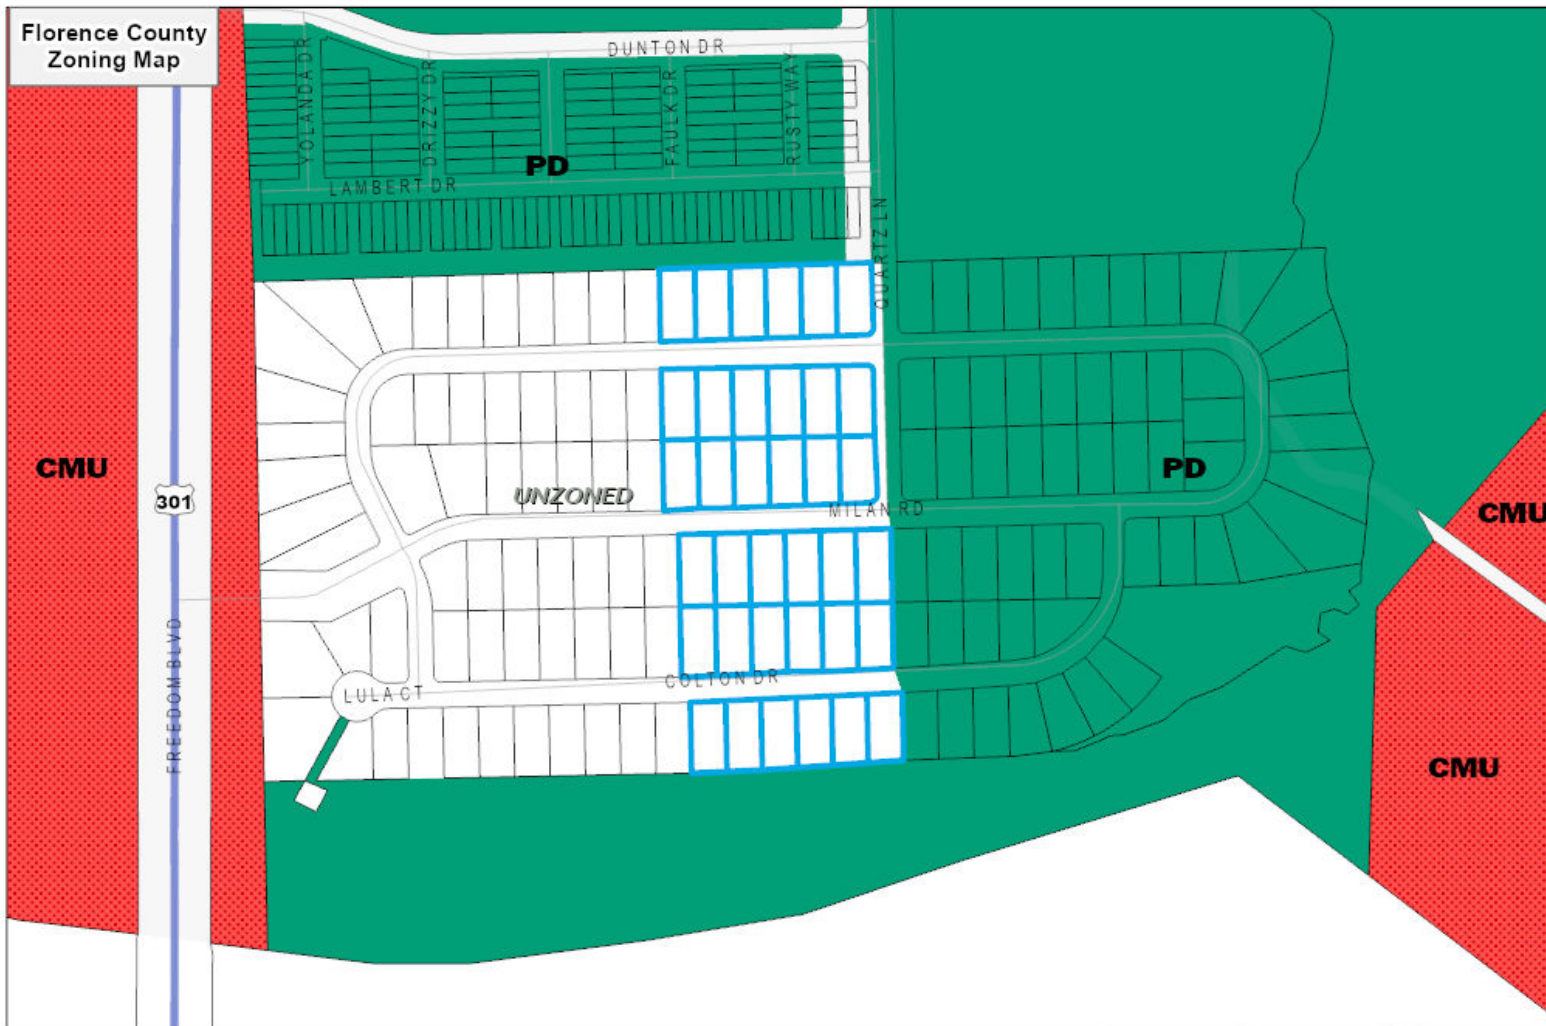 Florence County
Zoning Map
DUNTON DR
YOLANDA DR
DRIZZY DR
FAULK DR
RUSTY WAY
PD
LAMBERT DR
QUARTZ LN
CMU
301
UNZONED
PD
MILAN RD
CMU
FREEDOM BLVD
LULA CT
COLTON DR
CMU